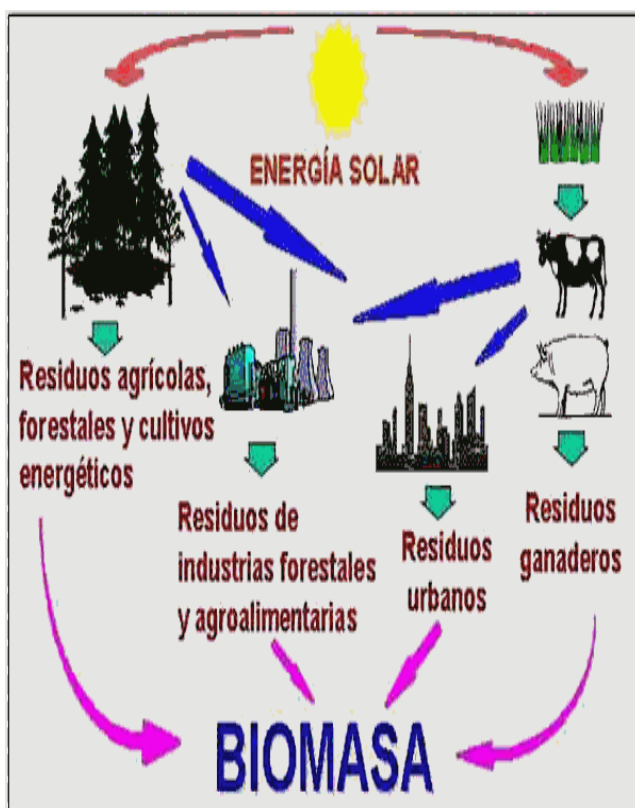 ENERGÍA SOLAR
Residuos agrícolas,
forestales y cultivos
energéticos
Residuos de
industrias forestales
y agroalimentarias
Residuos
urbanos
Residuos
ganaderos
BIOMASA